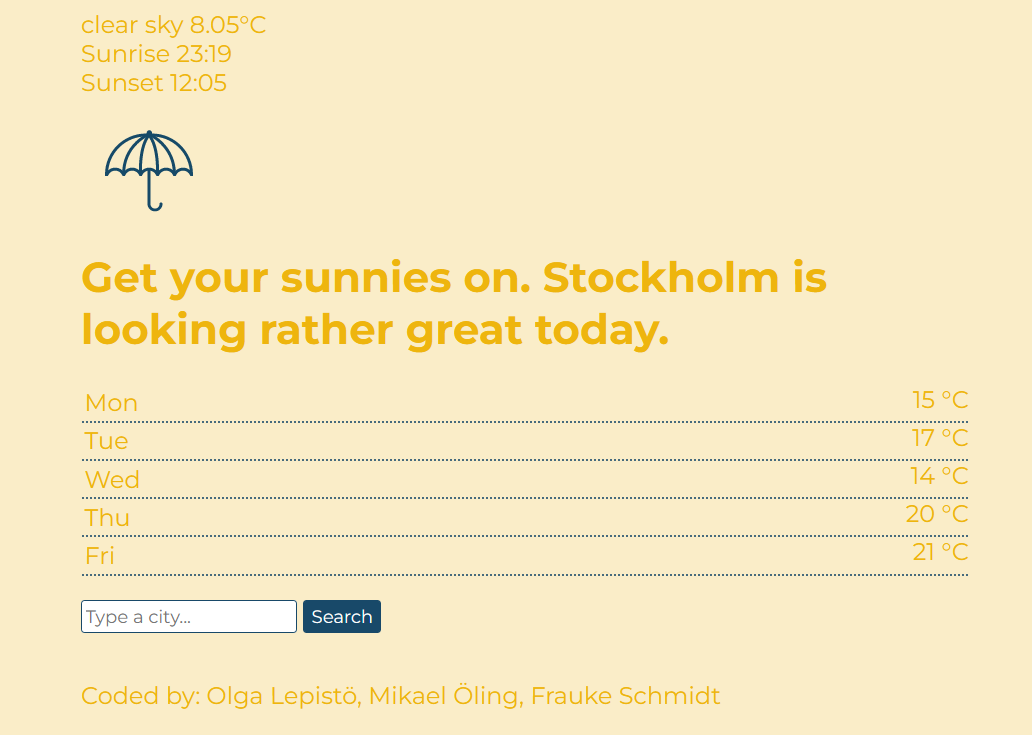 clear sky 8.05°C
Sunrise 23:19
Sunset 12:05
Get your sunnies on. Stockholm is
looking rather great today.
Mon 15 °C
Tue 17 °C
Wed 14 °C
Thu 20 °C
Fri 21 °C
Type a city... Search
Coded by: Olga Lepistö, Mikael Öling, Frauke Schmidt